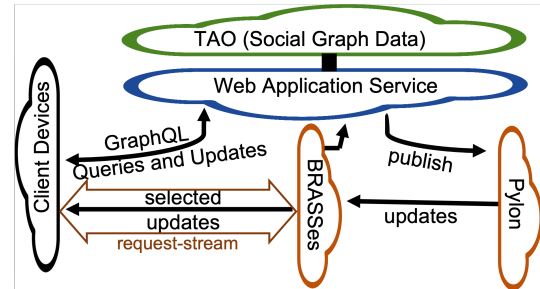 TAO (Social Graph Data)
Web Application Service
Client Devices
GraphQL
Queries and Updates
BRASSes
publish
Pylon
selected
updates
request-stream
updates